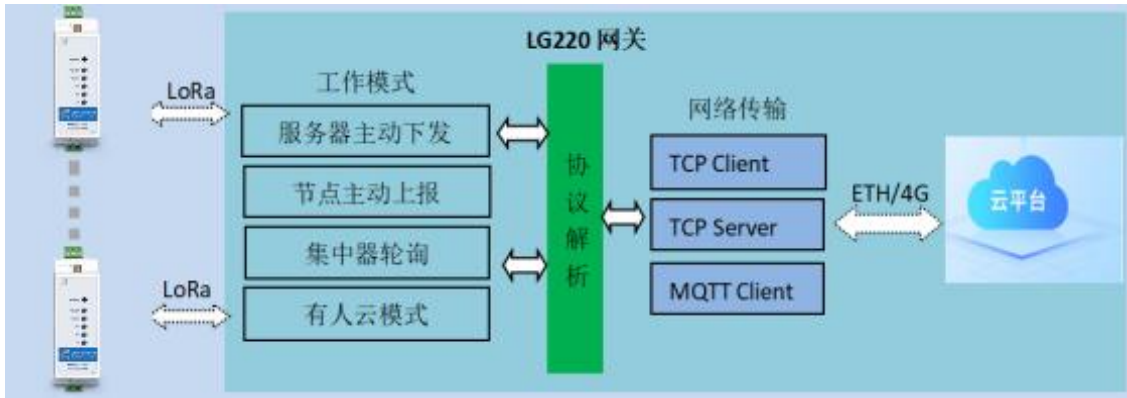 LG220 网关
LoRa
工作模式
服务器主动下发
节点主动上报
集中器轮询
有人云模式
LoRa
协议解析
网络传输
TCP Client
TCP Server
MQTT Client
ETH/4G
云平台